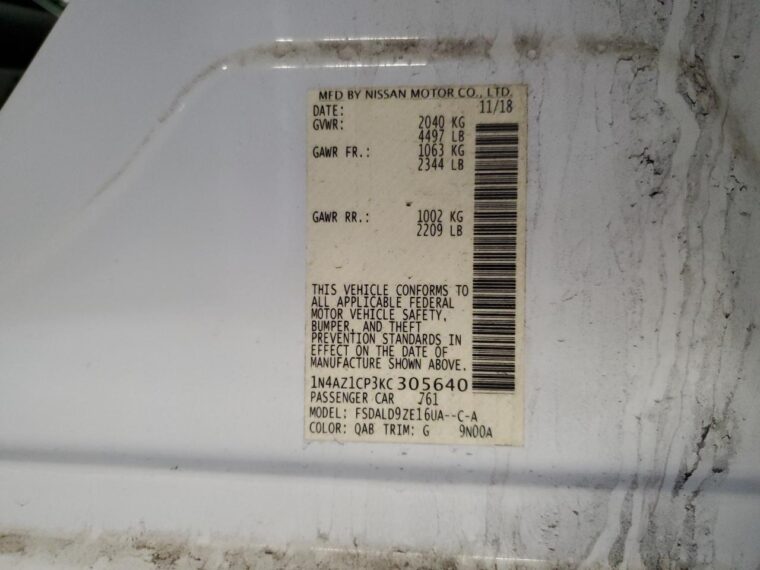 MFD BY NISSAN MOTOR CO., LTD.
DATE: 11/18
GVWR: 2040 KG
4497 LB
GAWR FR.: 1063 KG
2344 LB
GAWR RR.: 1002 KG
2209 LB
THIS VEHICLE CONFORMS TO
ALL APPLICABLE FEDERAL
MOTOR VEHICLE SAFETY,
BUMPER, AND THEFT
PREVENTION STANDARDS IN
EFFECT ON THE DATE OF
MANUFACTURE SHOWN ABOVE.
1N4AZ1CP3KC 305640
PASSENGER CAR 761
MODEL: FSDALD9ZE16UA--C-A
COLOR: QAB TRIM: G 9N00A